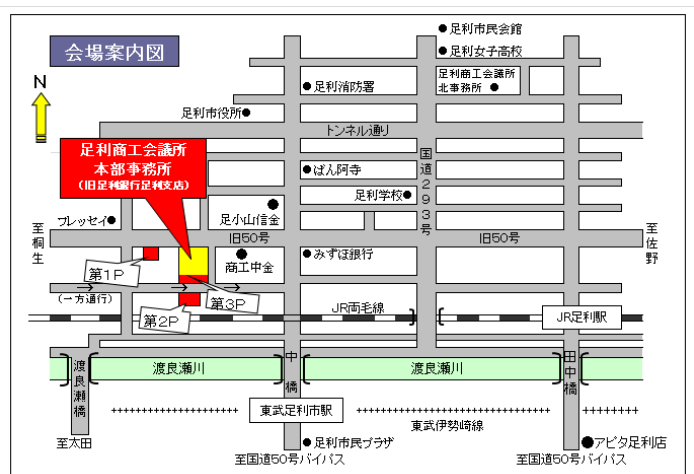 会場案内図
N
足利市民会館
足利女子高校
足利商工会議所
北事務所
足利消防署
足利市役所
トンネル通り
足利商工会議所
本部事務所
(旧足利銀行足利支店)
国道293号
ばん阿寺
足利学校
足小山信金
フレッセイ
至桐生
旧50号
旧50号
至佐野
商工中金
みずほ銀行
第1P
(一方通行)
第3P
第2P
JR両毛線
JR足利駅
渡良瀬橋
渡良瀬川
中橋
渡良瀬川
田中橋
東武足利市駅
東武伊勢崎線
至太田
足利市民プラザ
アピタ足利店
至国道50号バイパス
至国道50号バイパス